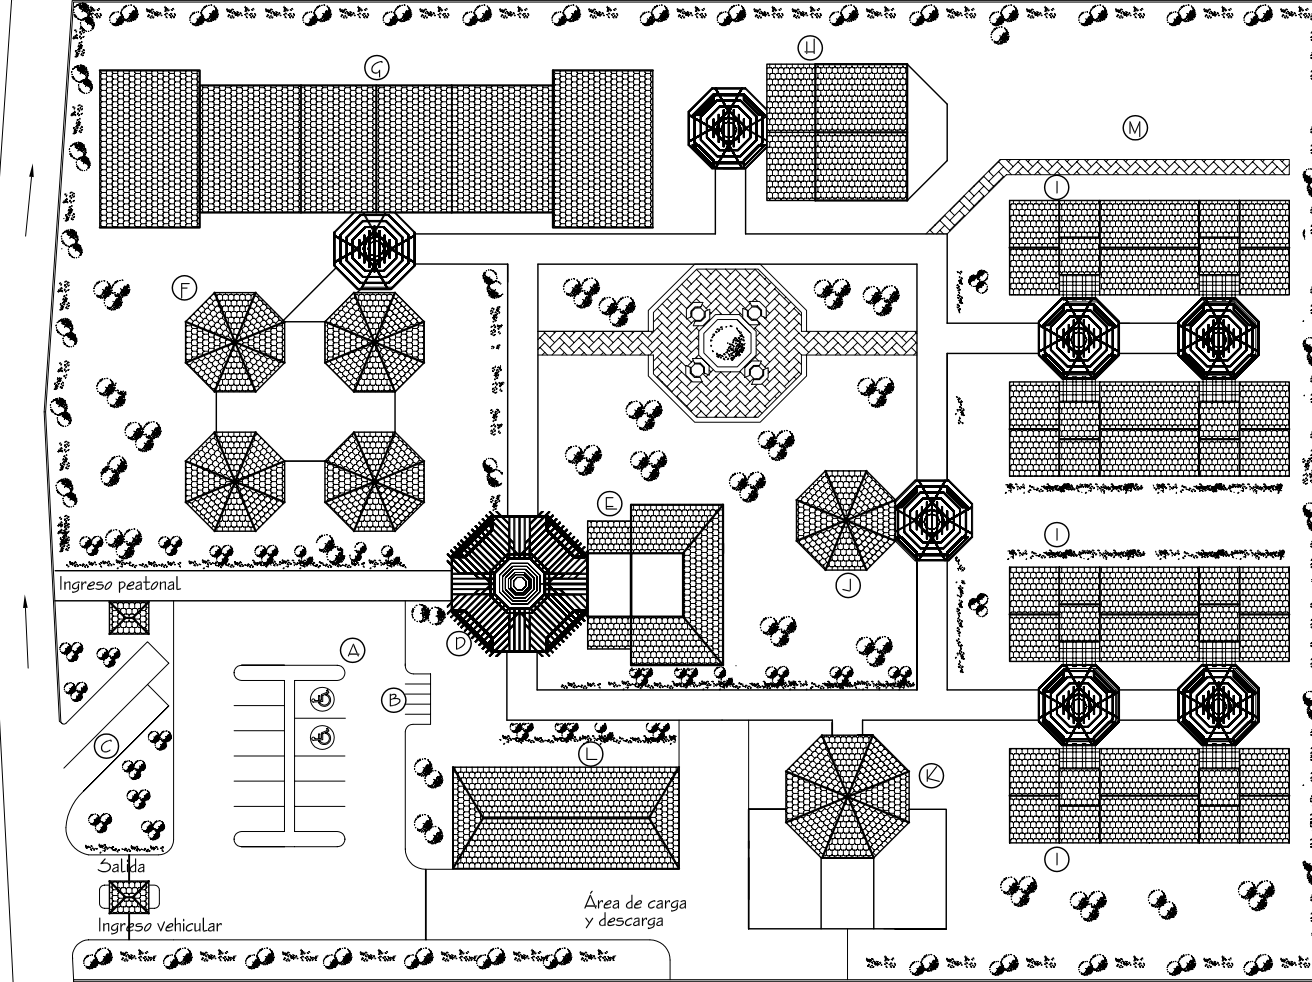 G
H
M
I
F
E
I
J
Ingreso peatonal
D
A
B
C
L
K
I
Salida
Ingreso vehicular
Área de carga
y descarga